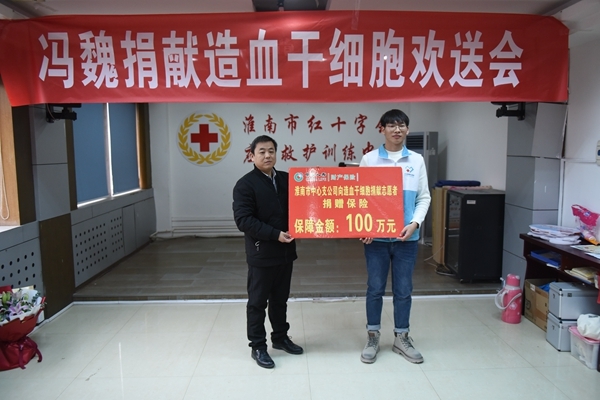 冯魏捐献造血干细胞欢送会
淮南市红十字会
救护训练中
财产保险
淮南市中心支公司向造血干细胞捐献志愿者
捐赠保险
保障金额：100万元